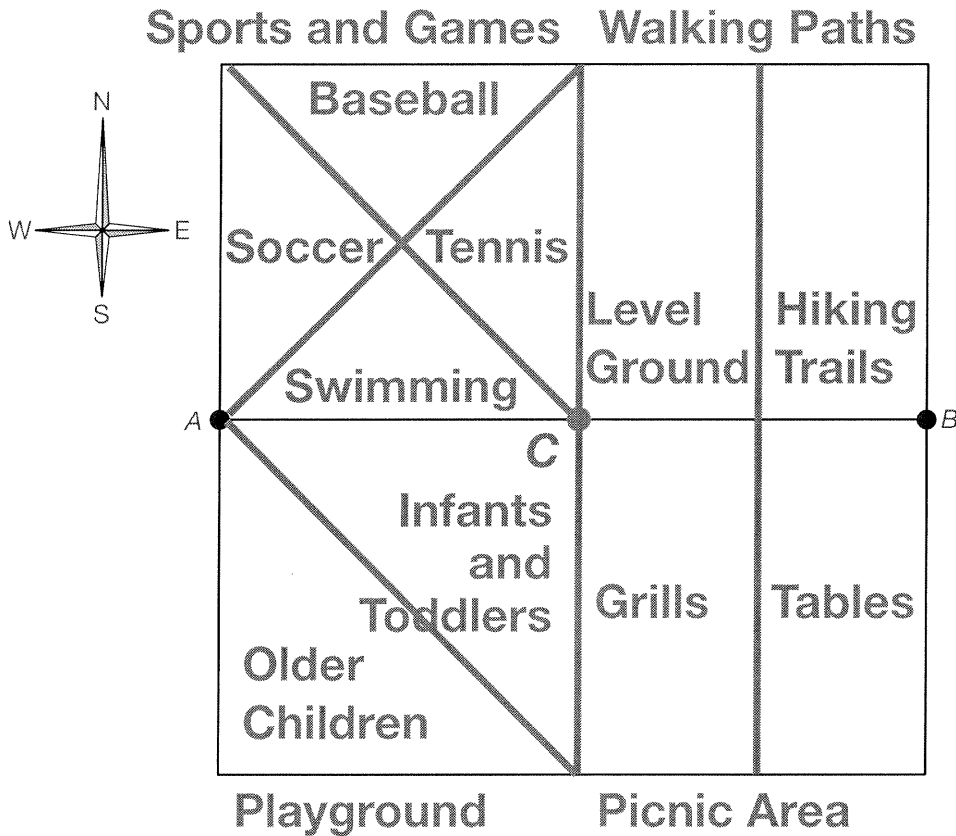 Sports and Games Walking Paths
N
W E
S
Baseball
Soccer Tennis
Level
Ground
Hiking
Trails
Swimming
A
B
C
Infants
and
Toddlers
Grills
Tables
Older
Children
Playground
Picnic Area